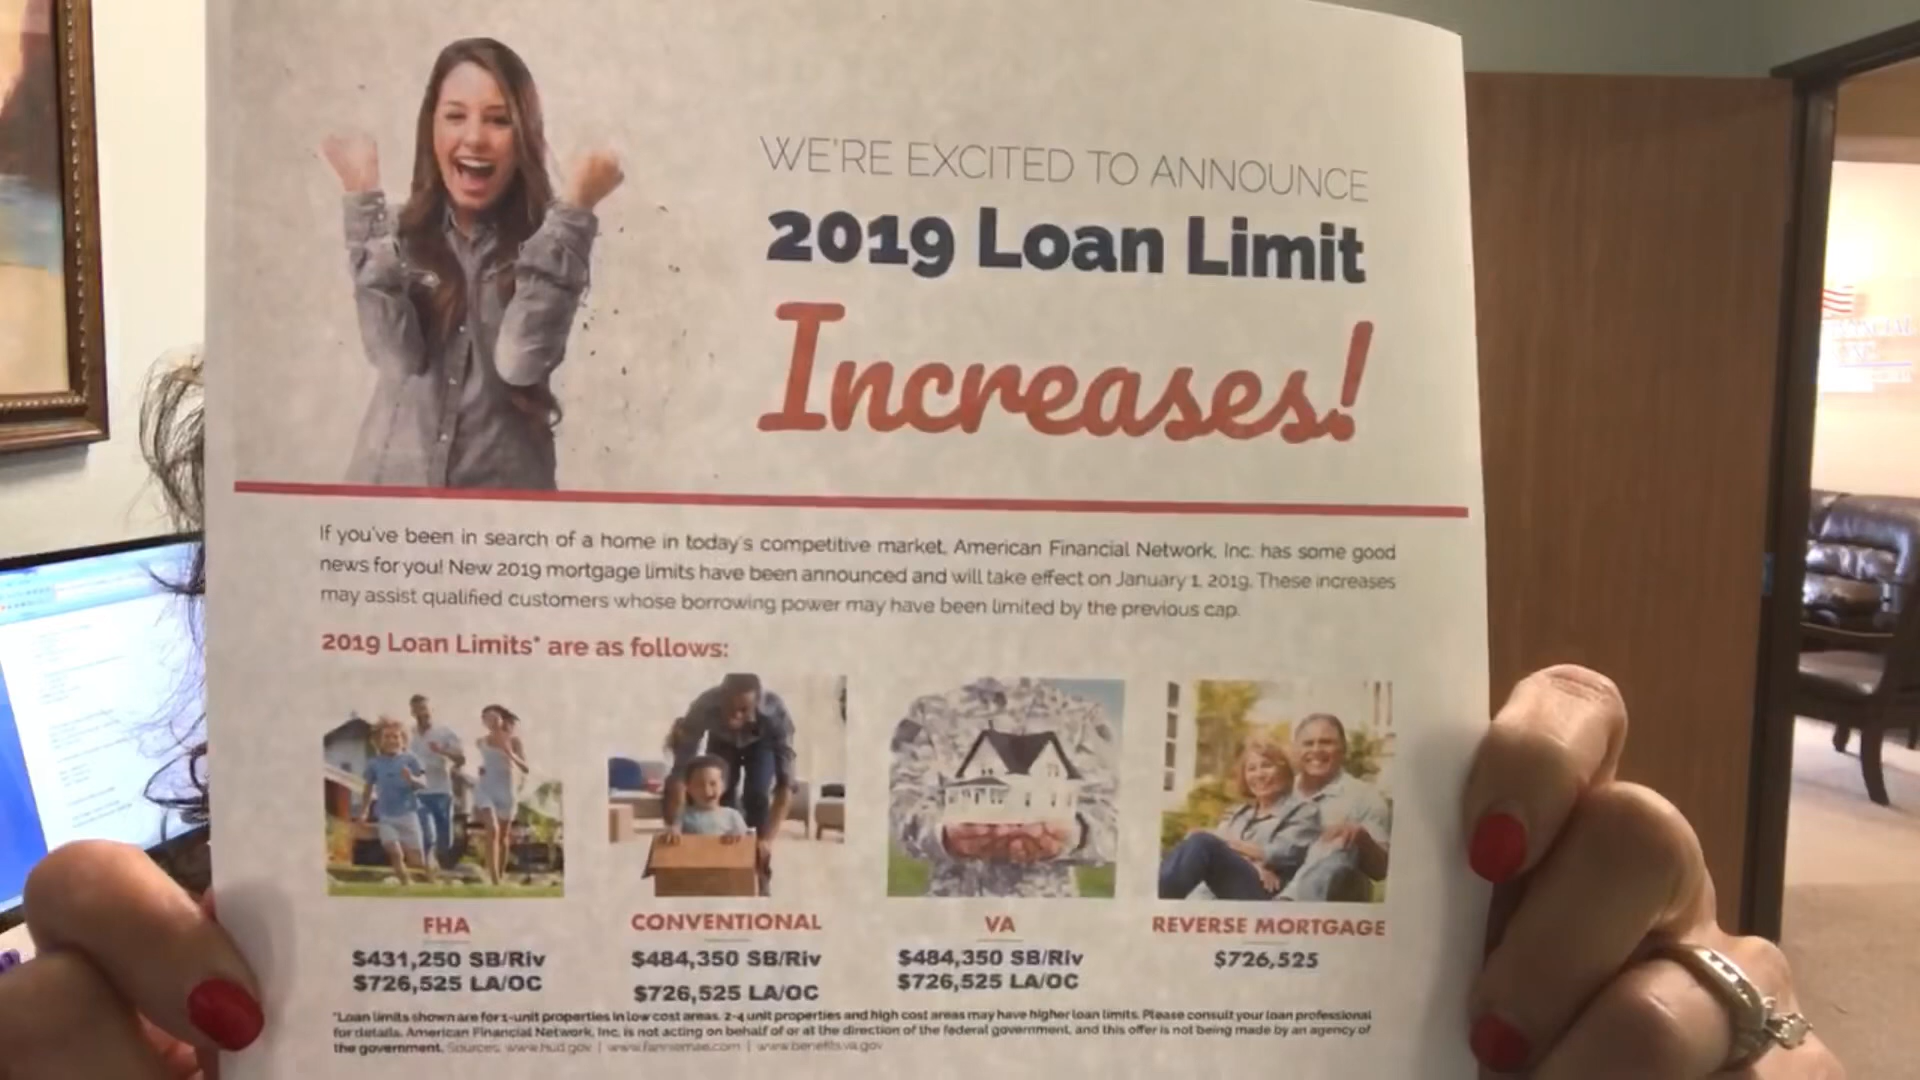 WE'RE EXCITED TO ANNOUNCE
2019 Loan Limit
Increases!
If you've been in search of a home in today's competitive market, American Financial Network, Inc. has some good
news for you! New 2019 mortgage limits have been announced and will take effect on January 1, 2019. These increases
may assist qualified customers whose borrowing power may have been limited by the previous cap.
2019 Loan Limits* are as follows:
FHA
$431,250 SB/Riv
$726,525 LA/OC
CONVENTIONAL
$484,350 SB/Riv
$726,525 LA/OC
VA
$484,350 SB/Riv
$726,525 LA/OC
REVERSE MORTGAGE
$726,525
*Loan limits shown are for 1-unit properties in low cost areas. 2-4 unit properties and high cost areas may have higher loan limits. Please consult your loan professional
for details. American Financial Network, Inc. is not acting on behalf of or at the direction of the federal government, and this offer is not being made by an agency of
the government. Sources: www.hud.gov | www.fanniemae.com | www.benefits.va.gov